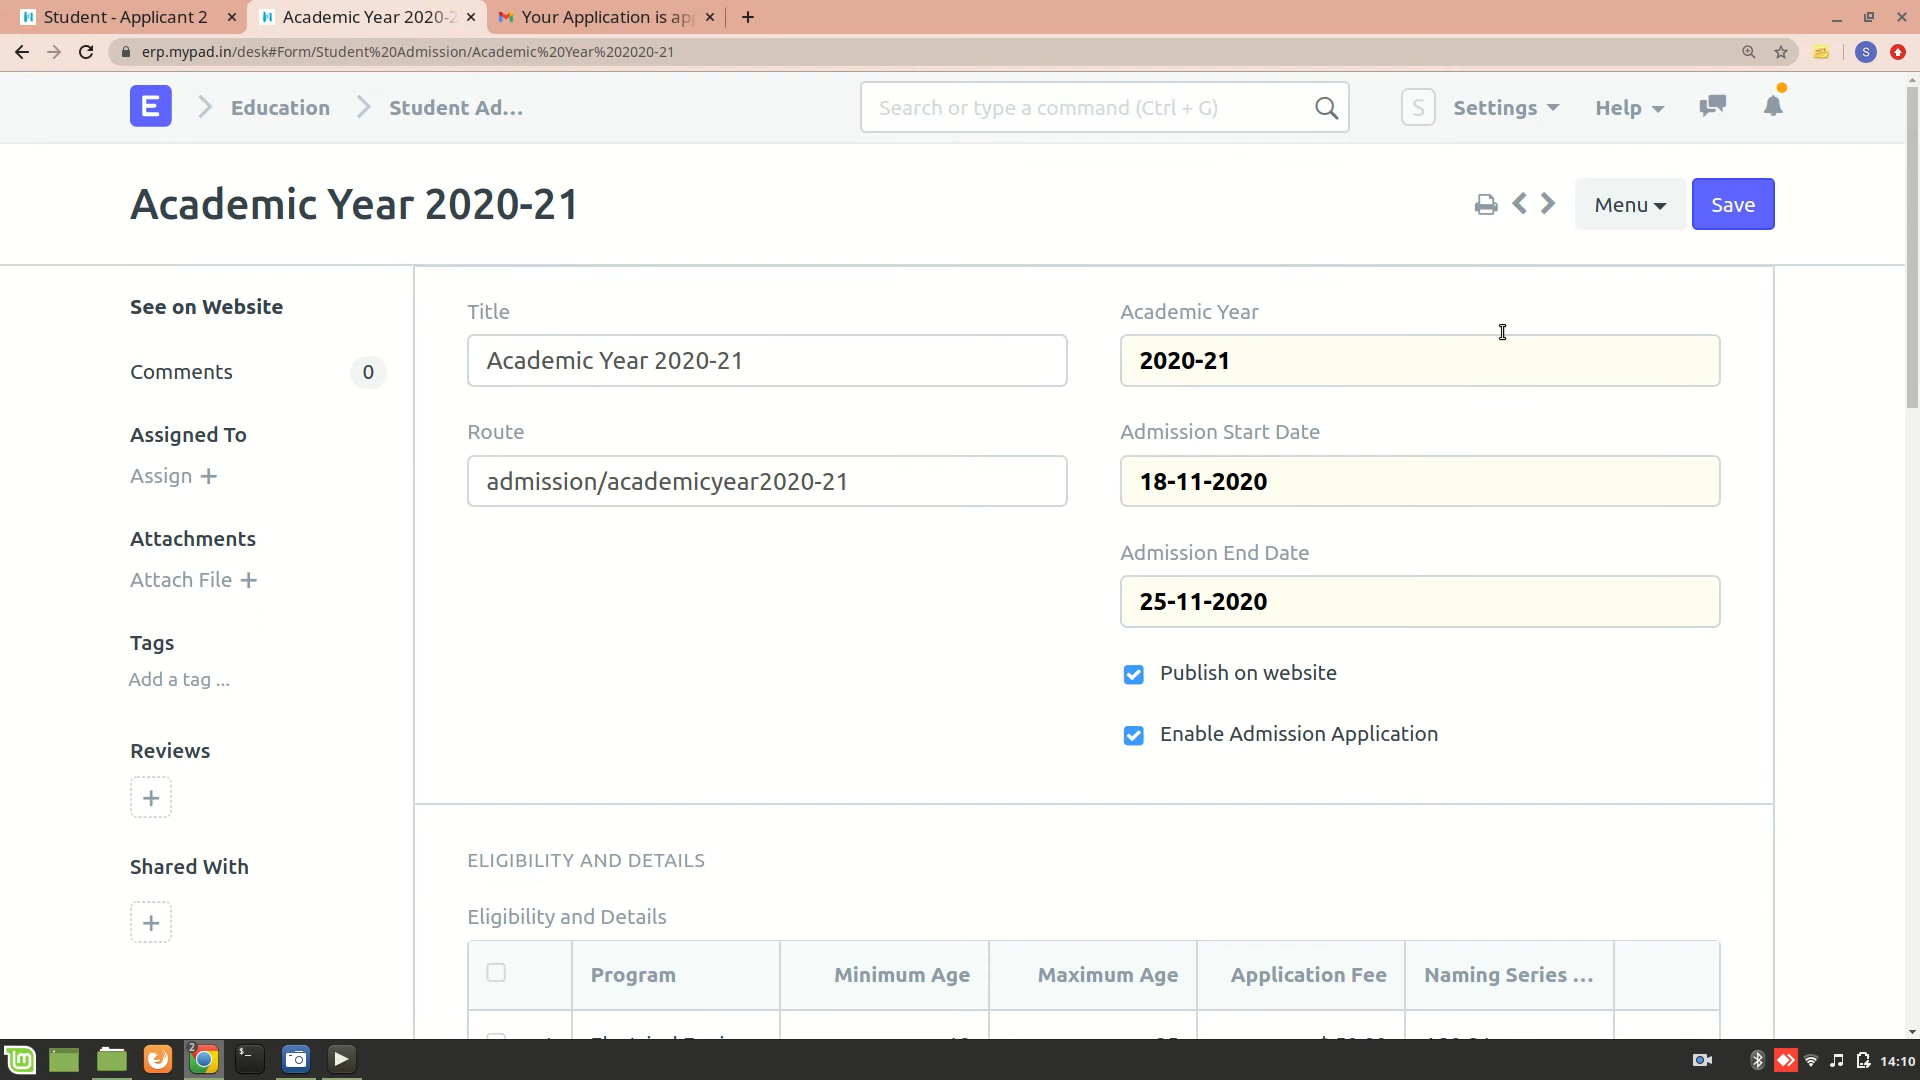 Student - Applicant 2
Academic Year 2020-2
Your Application is ap
erp.mypad.in/desk#Form/Student%20Admission/Academic%20Year%202020-21
S
E
Education
Student Ad...
Search or type a command (Ctrl + G)
S
Settings
Help
Academic Year 2020-21
Menu
Save
See on Website
Comments
0
Assigned To
Assign +
Attachments
Attach File +
Tags
Add a tag ...
Reviews
+
Shared With
+
Title
Academic Year 2020-21
Route
admission/academicyear2020-21
Academic Year
2020-21
Admission Start Date
18-11-2020
Admission End Date
25-11-2020
Publish on website
Enable Admission Application
ELIGIBILITY AND DETAILS
Eligibility and Details
Program Minimum Age Maximum Age Application Fee Naming Series ...
2
14:10